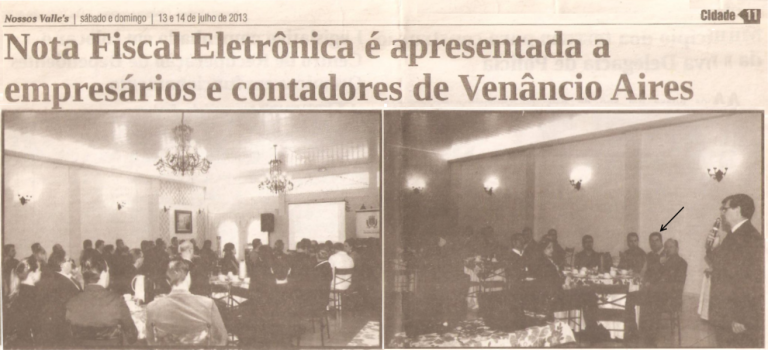 Nossos Valle's | sábado e domingo | 13 e 14 de julho de 2013
Cidade 11
Nota Fiscal Eletrônica é apresentada a
empresários e contadores de Venâncio Aires